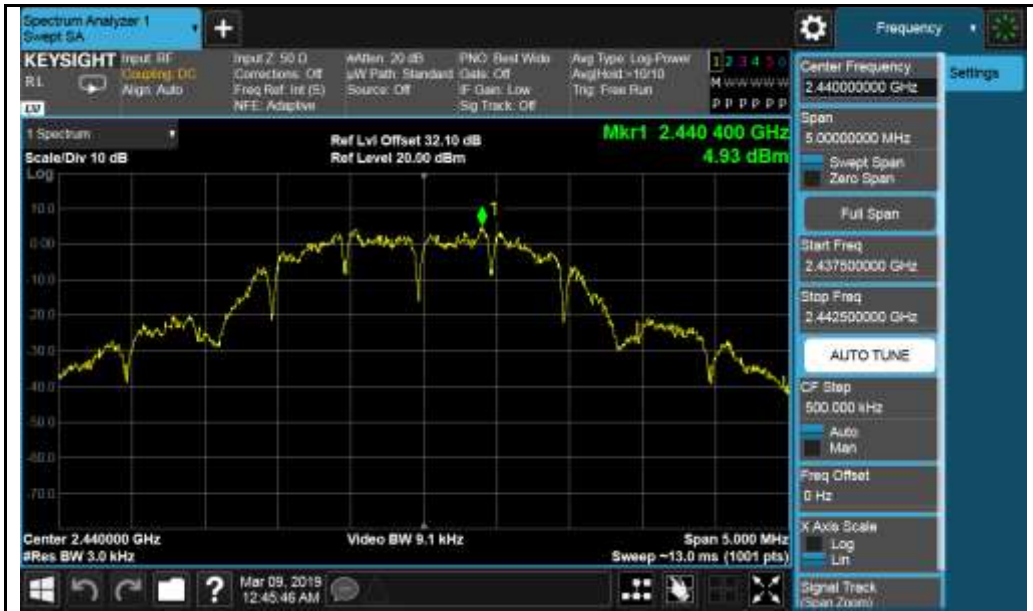 Spectrum Analyzer 1
Swept SA
+
Frequency
KEYSIGHT
Input: RF
Coupling: DC
Align: Auto
RL
LXI
Input Z: 50 Ω
Corrections: Off
Freq Ref: Int (S)
NFE: Adaptive
#Atten: 20 dB
µW Path: Standard
Source: Off
PNO: Best Wide
Gate: Off
IF Gain: Low
Sig Track: Off
Avg Type: Log-Power
Avg|Hold:>10/10
Trig: Free Run
1 2 3 4 5 6
M W W W W W
P P P P P P
Center Frequency
2.440000000 GHz
Settings
Span
5.00000000 MHz
Swept Span
Zero Span
Full Span
Start Freq
2.437500000 GHz
Stop Freq
2.442500000 GHz
AUTO TUNE
CF Step
500.000 kHz
Auto
Man
Freq Offset
0 Hz
X Axis Scale
Log
Lin
Signal Track
(Span Zoom)
1 Spectrum
Scale/Div 10 dB
Ref Lvl Offset 32.10 dB
Ref Level 20.00 dBm
Mkr1 2.440 400 GHz
4.93 dBm
Log
10.0
0.00
-10.0
-20.0
-30.0
-40.0
-50.0
-60.0
-70.0
1
Center 2.440000 GHz
#Res BW 3.0 kHz
Video BW 9.1 kHz
Span 5.000 MHz
Sweep ~13.0 ms (1001 pts)
?
Mar 09, 2019
12:45:46 AM